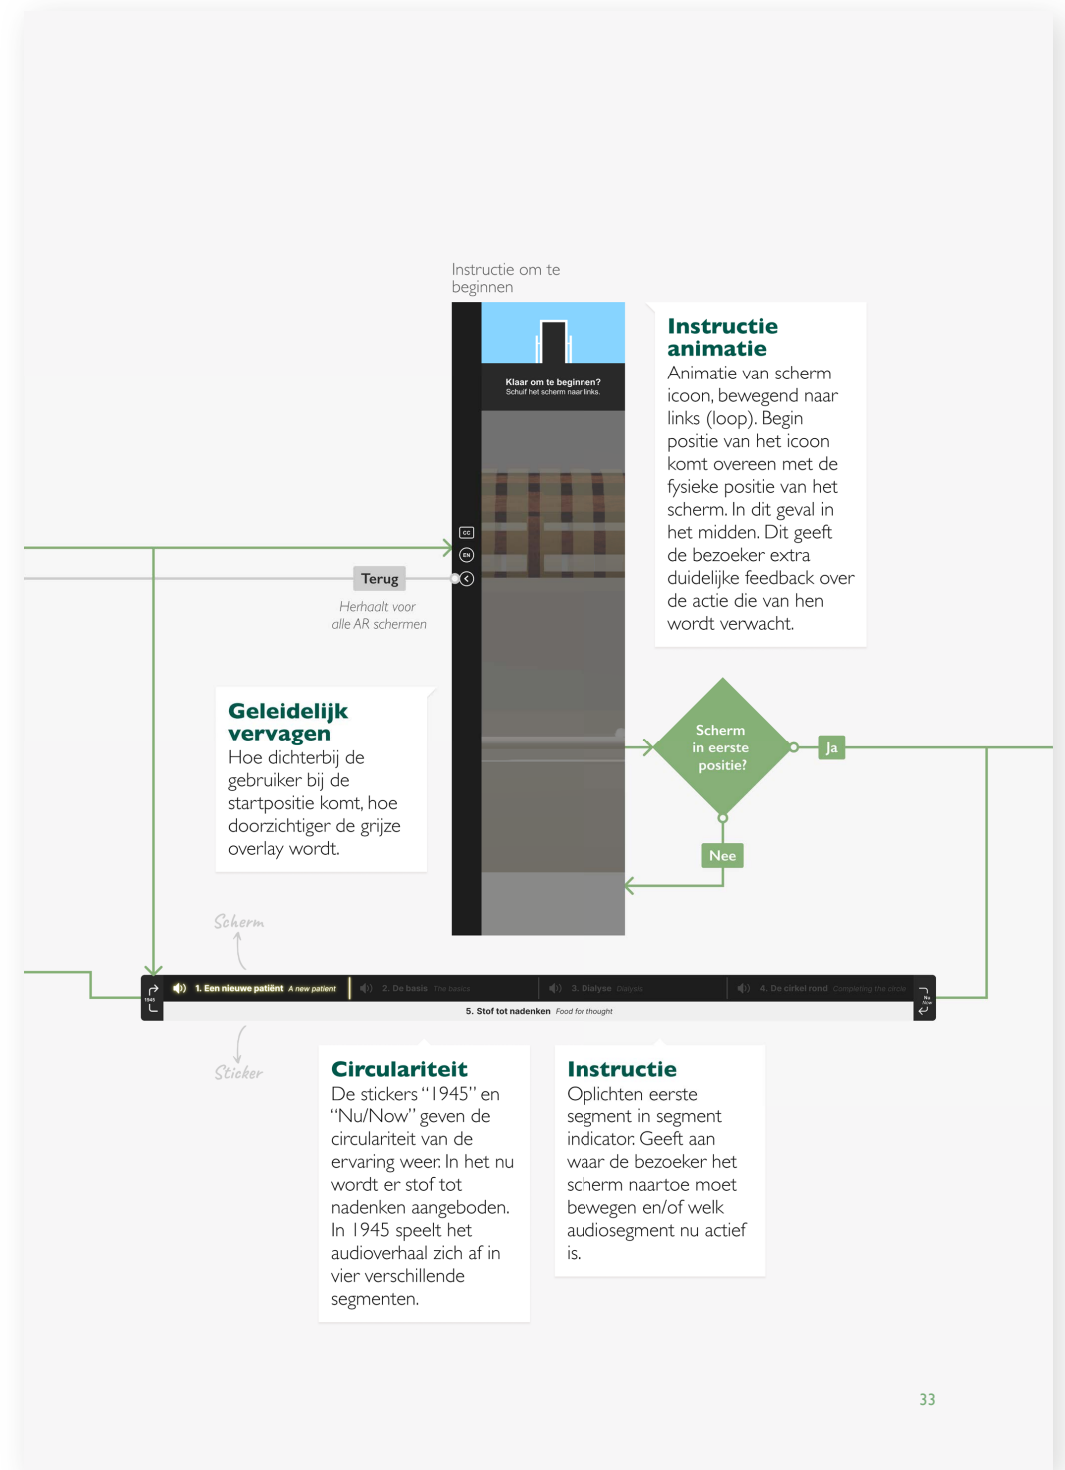 Instructie om te
beginnen
Klaar om te beginnen?
Schuif het scherm naar links.
CC
EN
Instructie
animatie
Animatie van scherm
icoon, bewegend naar
links (loop). Begin
positie van het icoon
komt overeen met de
fysieke positie van het
scherm. In dit geval in
het midden. Dit geeft
de bezoeker extra
duidelijke feedback over
de actie die van hen
wordt verwacht.
Terug
Herhaalt voor
alle AR schermen
Geleidelijk
vervagen
Hoe dichterbij de
gebruiker bij de
startpositie komt, hoe
doorzichtiger de grijze
overlay wordt.
Scherm
in eerste
positie?
Ja
Nee
Scherm
1945
1. Een nieuwe patiënt A new patient
2. De basis The basics
3. Dialyse Dialysis
4. De cirkel rond Completing the circle
Nu
Now
5. Stof tot nadenken Food for thought
Sticker
Circulariteit
De stickers “1945” en
“Nu/Now” geven de
circulariteit van de
ervaring weer. In het nu
wordt er stof tot
nadenken aangeboden.
In 1945 speelt het
audioverhaal zich af in
vier verschillende
segmenten.
Instructie
Oplichten eerste
segment in segment
indicator. Geeft aan
waar de bezoeker het
scherm naartoe moet
bewegen en/of welk
audiosegment nu actief
is.
33